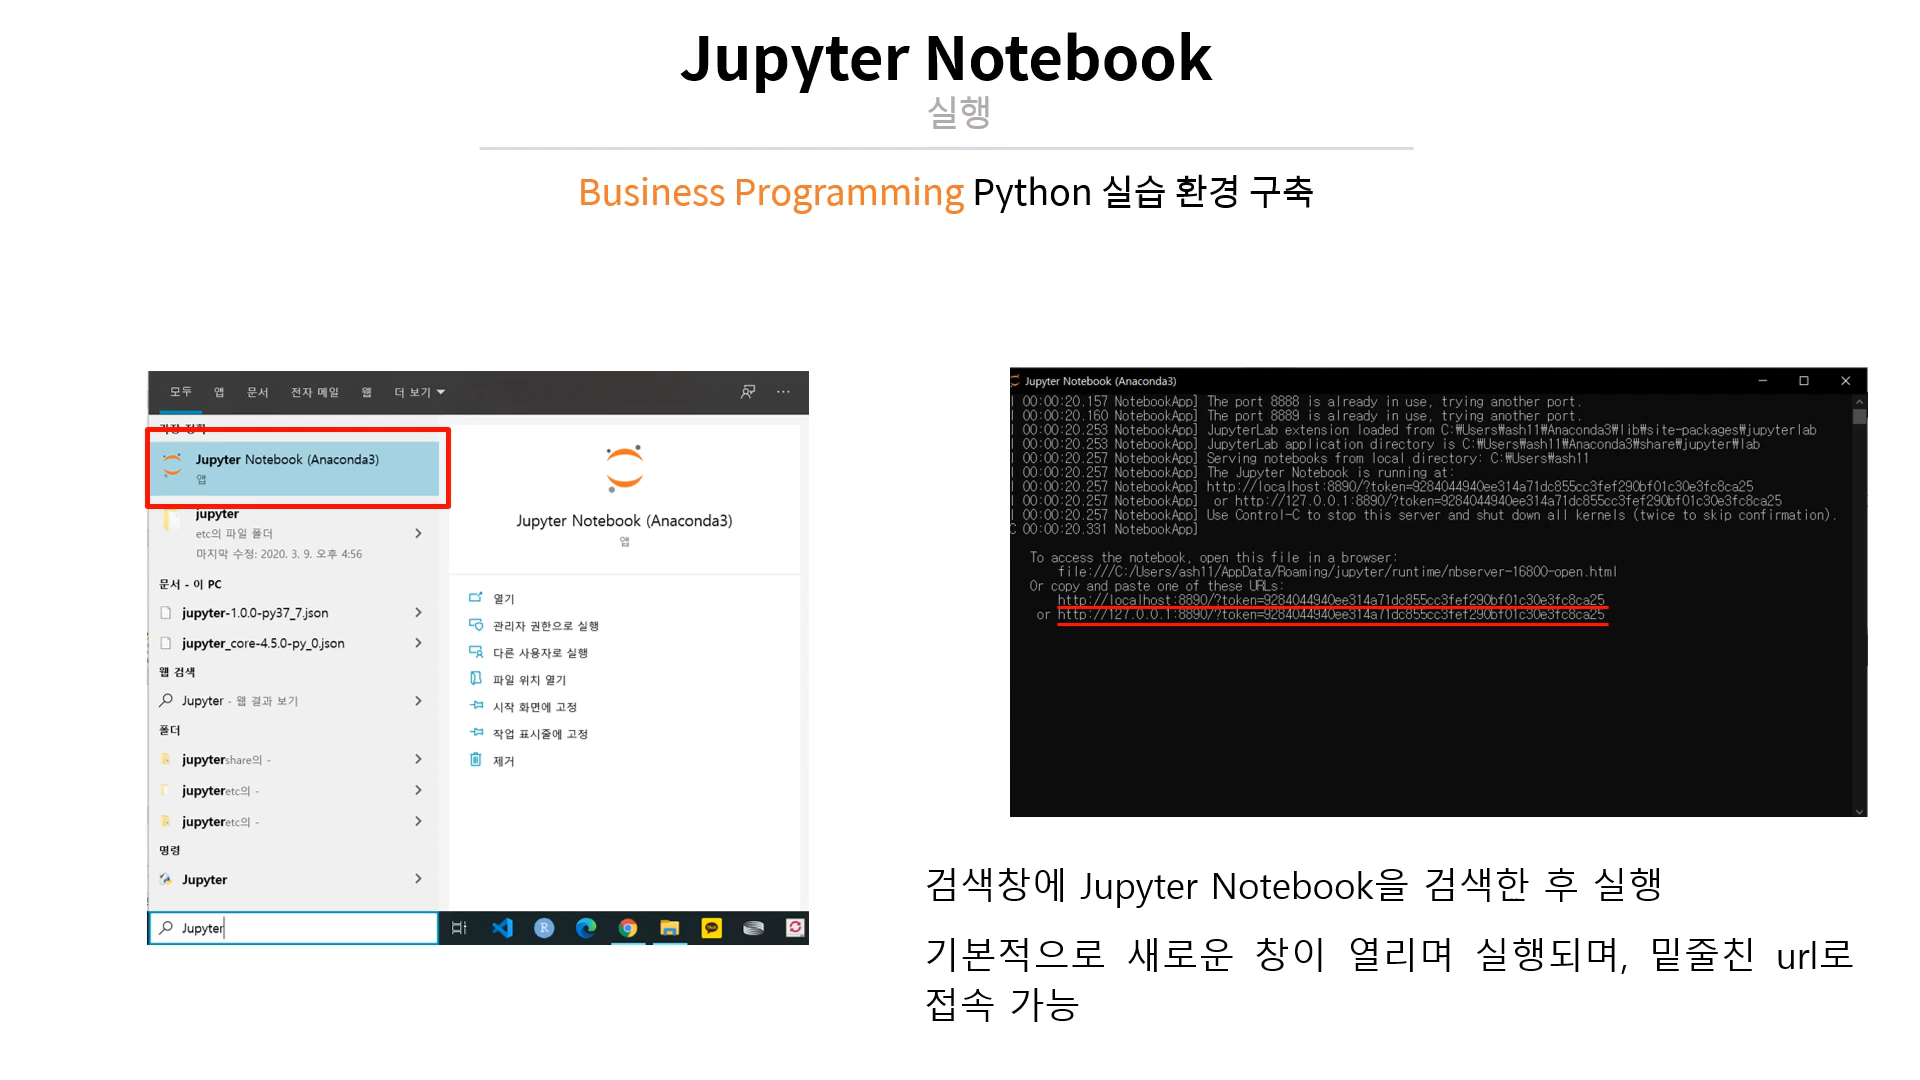 Jupyter Notebook
실행
Business Programming Python 실습 환경 구축
모두 앱 문서 전자 메일 웹 더 보기
Jupyter Notebook (Anaconda3)
앱
jupyter
etc의 파일 폴더
마지막 수정: 2020. 3. 9. 오후 4:56
문서 - 이 PC
jupyter-1.0.0-py37_7.json
jupyter_core-4.5.0-py_0.json
웹 검색
Jupyter - 웹 결과 보기
폴더
jupytershare의 -
jupyteretc의 -
jupyteretc의 -
명령
Jupyter
Jupyter
Jupyter Notebook (Anaconda3)
앱
열기
관리자 권한으로 실행
다른 사용자로 실행
파일 위치 열기
시작 화면에 고정
작업 표시줄에 고정
제거
Jupyter Notebook (Anaconda3)
00:00:20.157 NotebookApp] The port 8888 is already in use, trying another port.
00:00:20.160 NotebookApp] The port 8889 is already in use, trying another port.
00:00:20.253 NotebookApp] JupyterLab extension loaded from C:₩Users₩ash11₩Anaconda3₩lib₩site-packages₩jupyterlab
00:00:20.253 NotebookApp] JupyterLab application directory is C:₩Users₩ash11₩Anaconda3₩share₩jupyter₩lab
00:00:20.257 NotebookApp] Serving notebooks from local directory: C:₩Users₩ash11
00:00:20.257 NotebookApp] The Jupyter Notebook is running at:
00:00:20.257 NotebookApp] http://localhost:8890/?token=9284044940ee314a71dc855cc3fef290bf01c30e3fc8ca25
00:00:20.257 NotebookApp] or http://127.0.0.1:8890/?token=9284044940ee314a71dc855cc3fef290bf01c30e3fc8ca25
00:00:20.257 NotebookApp] Use Control-C to stop this server and shut down all kernels (twice to skip confirmation).
C 00:00:20.331 NotebookApp]
To access the notebook, open this file in a browser:
file:///C:/Users/ash11/AppData/Roaming/jupyter/runtime/nbserver-16800-open.html
Or copy and paste one of these URLs:
http://localhost:8890/?token=9284044940ee314a71dc855cc3fef290bf01c30e3fc8ca25
or http://127.0.0.1:8890/?token=9284044940ee314a71dc855cc3fef290bf01c30e3fc8ca25
검색창에 Jupyter Notebook을 검색한 후 실행
기본적으로 새로운 창이 열리며 실행되며, 밑줄친 url로
접속 가능